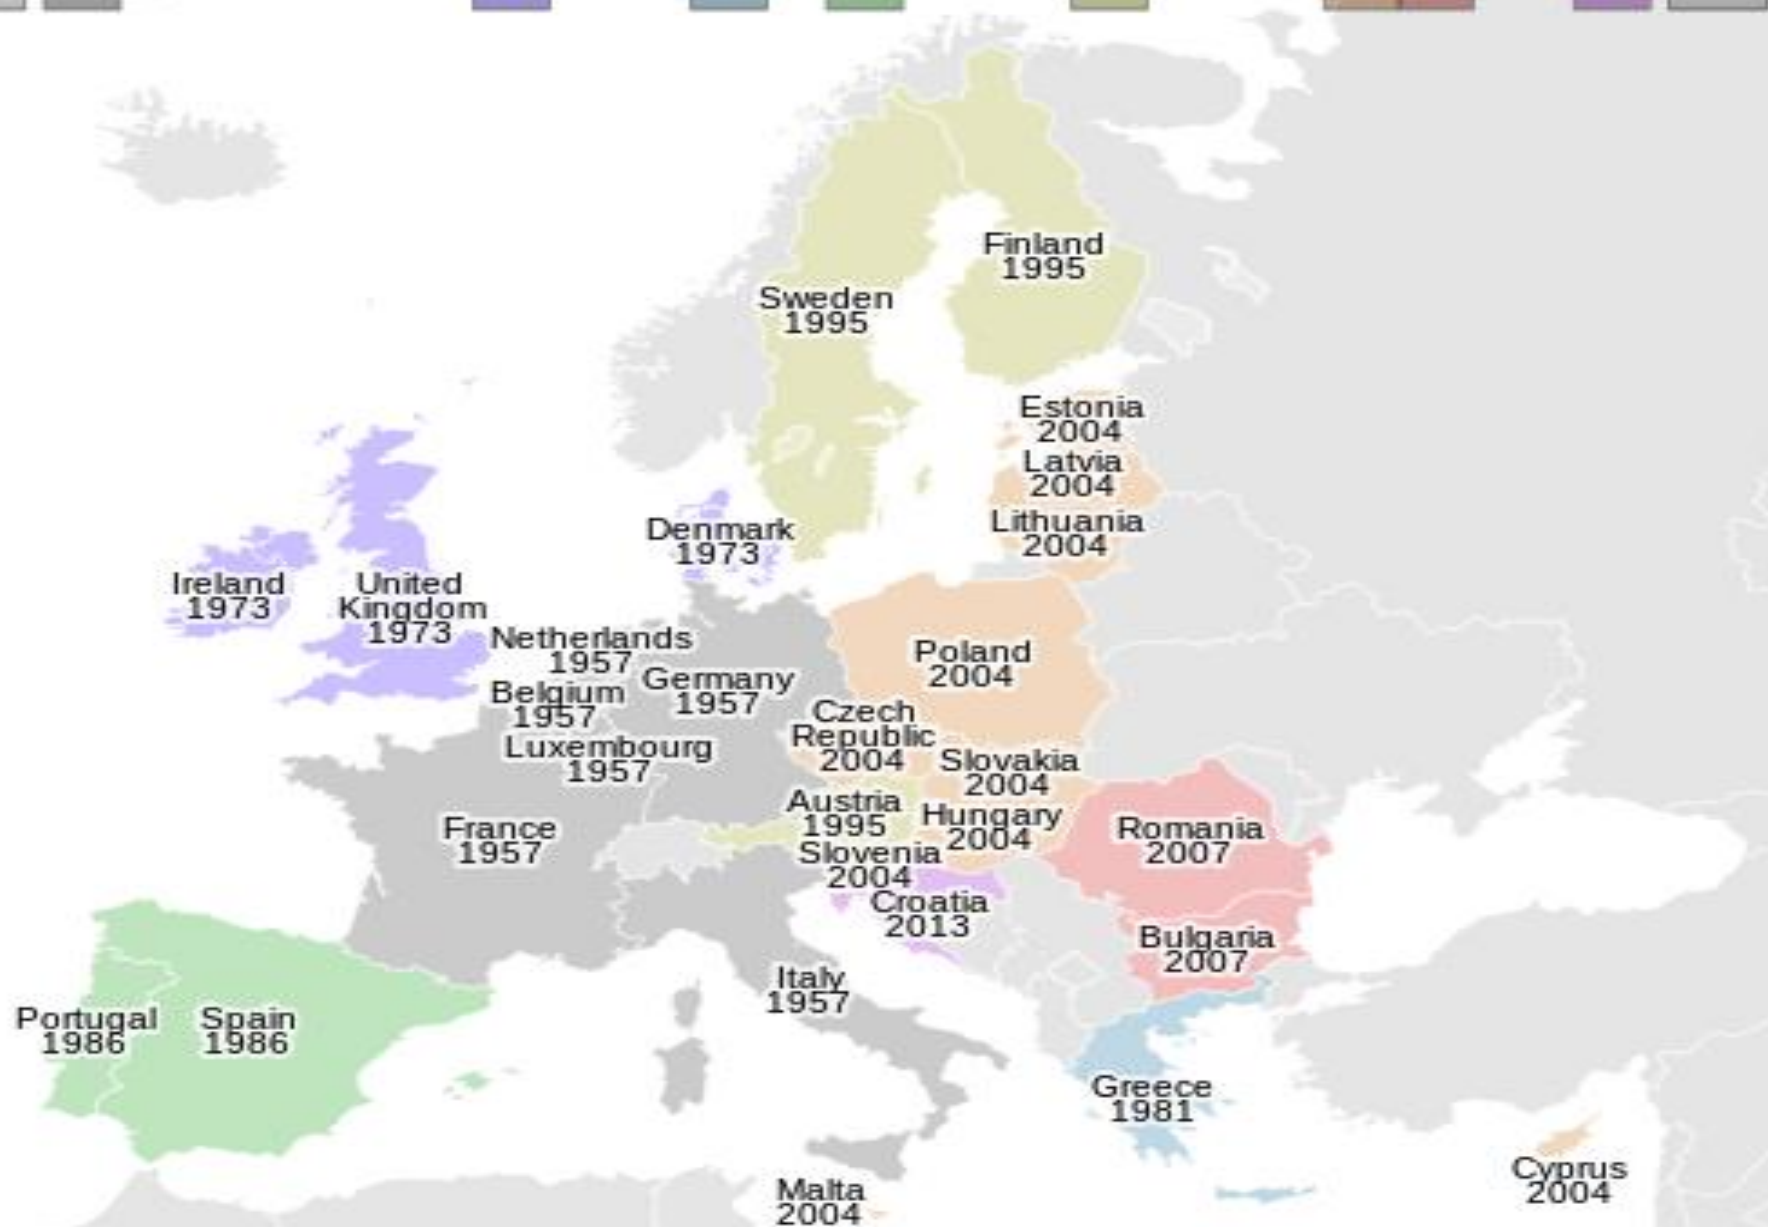 Finland
1995
Sweden
1995
Estonia
2004
Latvia
2004
Lithuania
2004
Denmark
1973
Ireland
1973
United
Kingdom
1973
Netherlands
1957
Poland
2004
Germany
1957
Belgium
1957
Czech
Republic
2004
Luxembourg
1957
Slovakia
2004
Austria
1995
Hungary
2004
France
1957
Romania
2007
Slovenia
2004
Croatia
2013
Bulgaria
2007
Italy
1957
Portugal
1986
Spain
1986
Greece
1981
Cyprus
2004
Malta
2004